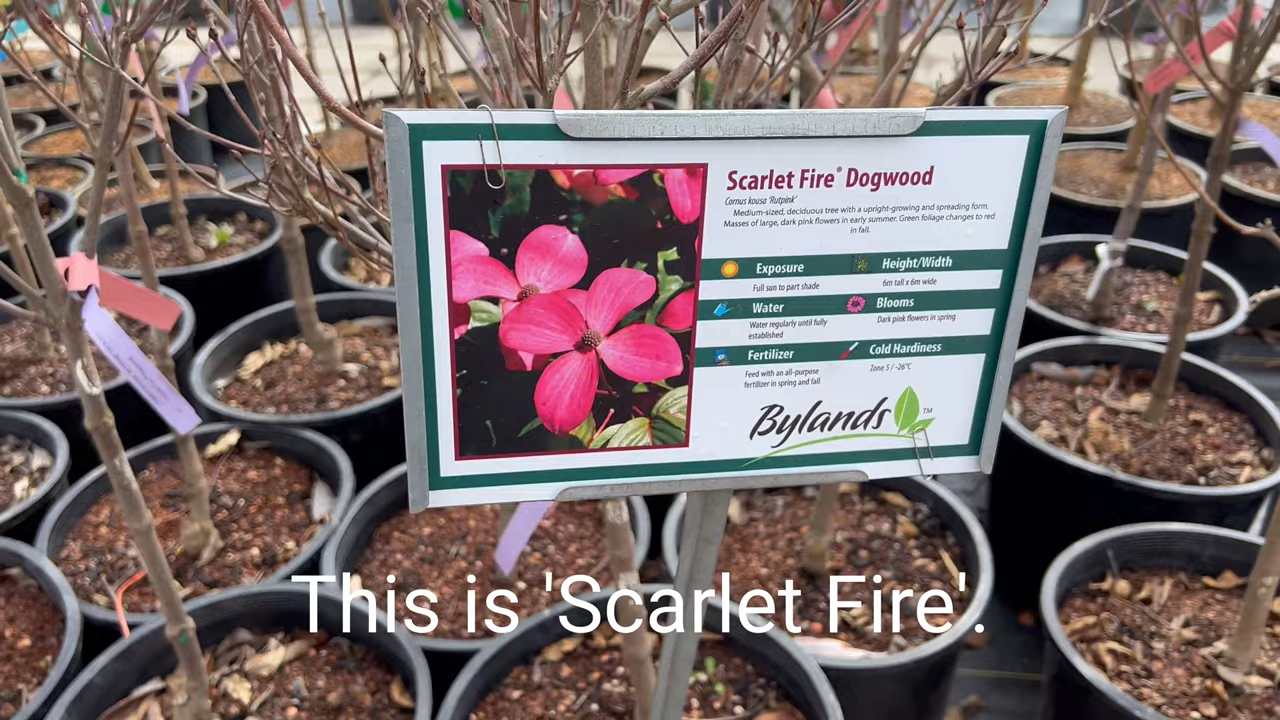 Scarlet Fire® Dogwood
Cornus kousa 'Rutpink'
Medium-sized, deciduous tree with a upright-growing and spreading form.
Masses of large, dark pink flowers in early summer. Green foliage changes to red
in fall.
Exposure
Full sun to part shade
Height/Width
6m tall x 6m wide
Water
Water regularly until fully
established
Blooms
Dark pink flowers in spring
Fertilizer
Feed with an all-purpose
fertilizer in spring and fall
Cold Hardiness
Zone 5 / -26°C
Bylands™
This is 'Scarlet Fire'.